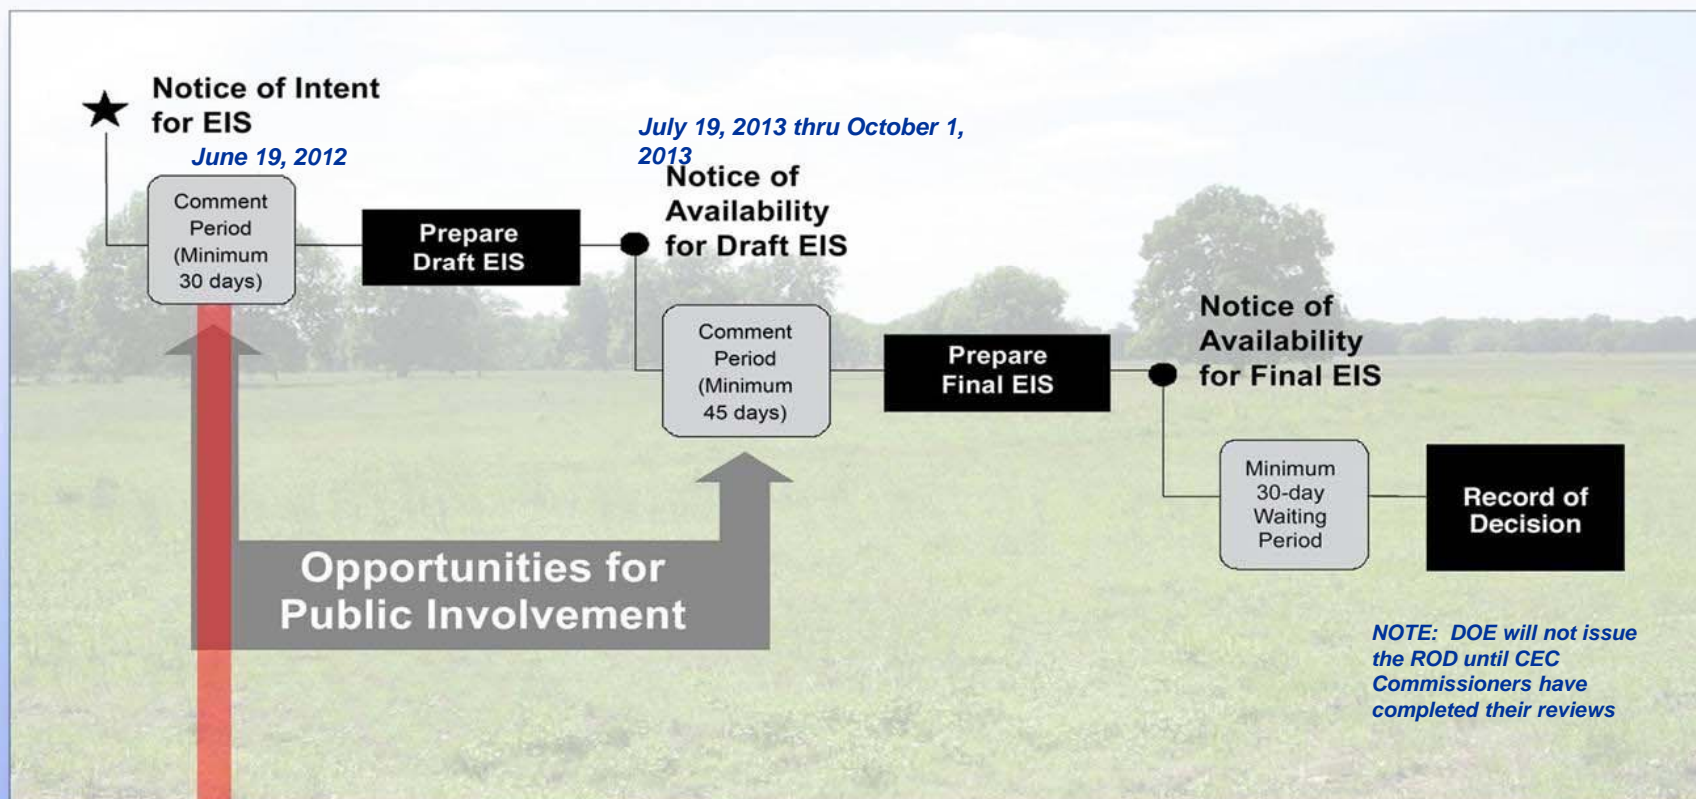 Notice of Intent
for EIS
June 19, 2012
Comment
Period
(Minimum
30 days)
Prepare
Draft EIS
July 19, 2013 thru October 1,
2013
Notice of
Availability
for Draft EIS
Comment
Period
(Minimum
45 days)
Prepare
Final EIS
Notice of
Availability
for Final EIS
Minimum
30-day
Waiting
Period
Record of
Decision
Opportunities for
Public Involvement
NOTE: DOE will not issue
the ROD until CEC
Commissioners have
completed their reviews